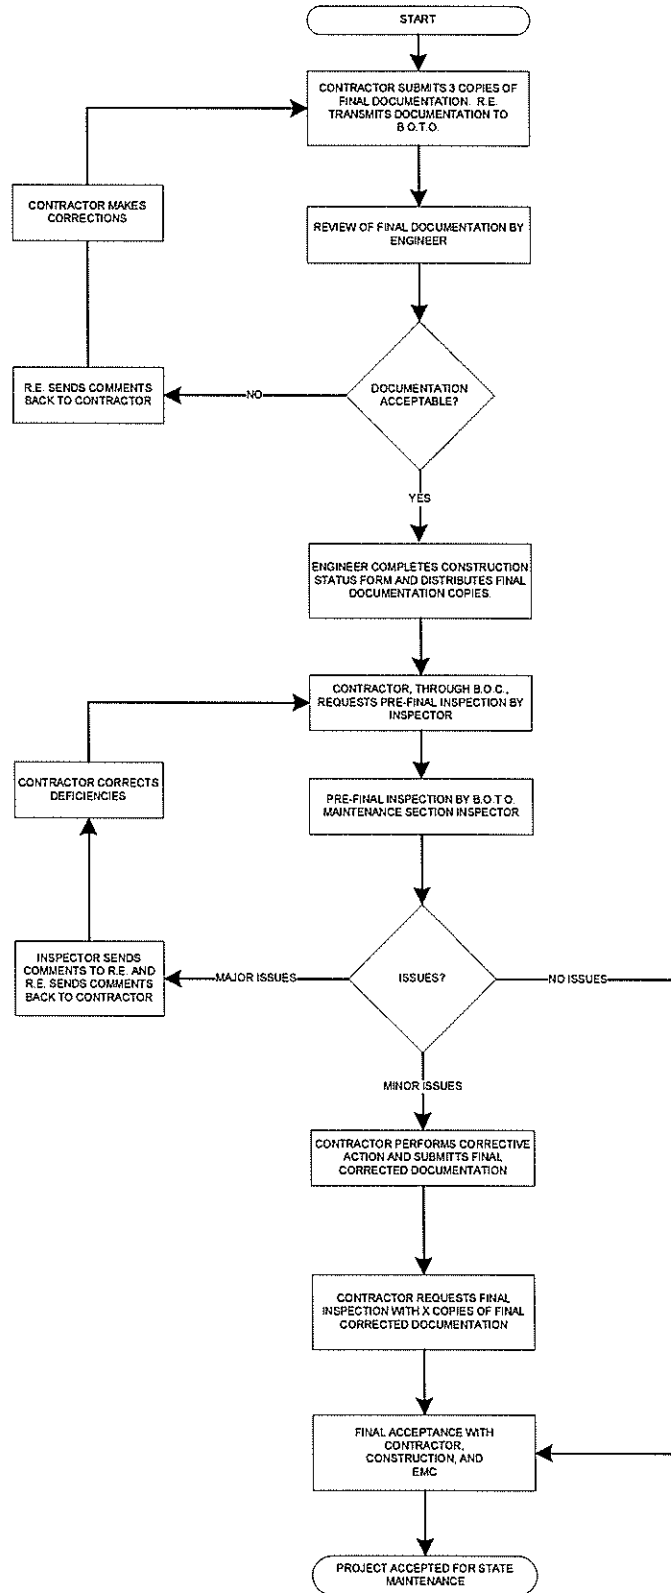 START
CONTRACTOR SUBMITS 3 COPIES OF
FINAL DOCUMENTATION. R.E.
TRANSMITS DOCUMENTATION TO
B.O.T.O.
CONTRACTOR MAKES
CORRECTIONS
REVIEW OF FINAL DOCUMENTATION BY
ENGINEER
R.E. SENDS COMMENTS
BACK TO CONTRACTOR
NO
DOCUMENTATION
ACCEPTABLE?
YES
ENGINEER COMPLETES CONSTRUCTION
STATUS FORM AND DISTRIBUTES FINAL
DOCUMENTATION COPIES.
CONTRACTOR, THROUGH B.O.C.,
REQUESTS PRE-FINAL INSPECTION BY
INSPECTOR
CONTRACTOR CORRECTS
DEFICIENCIES
PRE-FINAL INSPECTION BY B.O.T.O.
MAINTENANCE SECTION INSPECTOR
INSPECTOR SENDS
COMMENTS TO R.E. AND
R.E. SENDS COMMENTS
BACK TO CONTRACTOR
MAJOR ISSUES
ISSUES?
NO ISSUES
MINOR ISSUES
CONTRACTOR PERFORMS CORRECTIVE
ACTION AND SUBMITTS FINAL
CORRECTED DOCUMENTATION
CONTRACTOR REQUESTS FINAL
INSPECTION WITH X COPIES OF FINAL
CORRECTED DOCUMENTATION
FINAL ACCEPTANCE WITH
CONTRACTOR,
CONSTRUCTION, AND
EMC
PROJECT ACCEPTED FOR STATE
MAINTENANCE